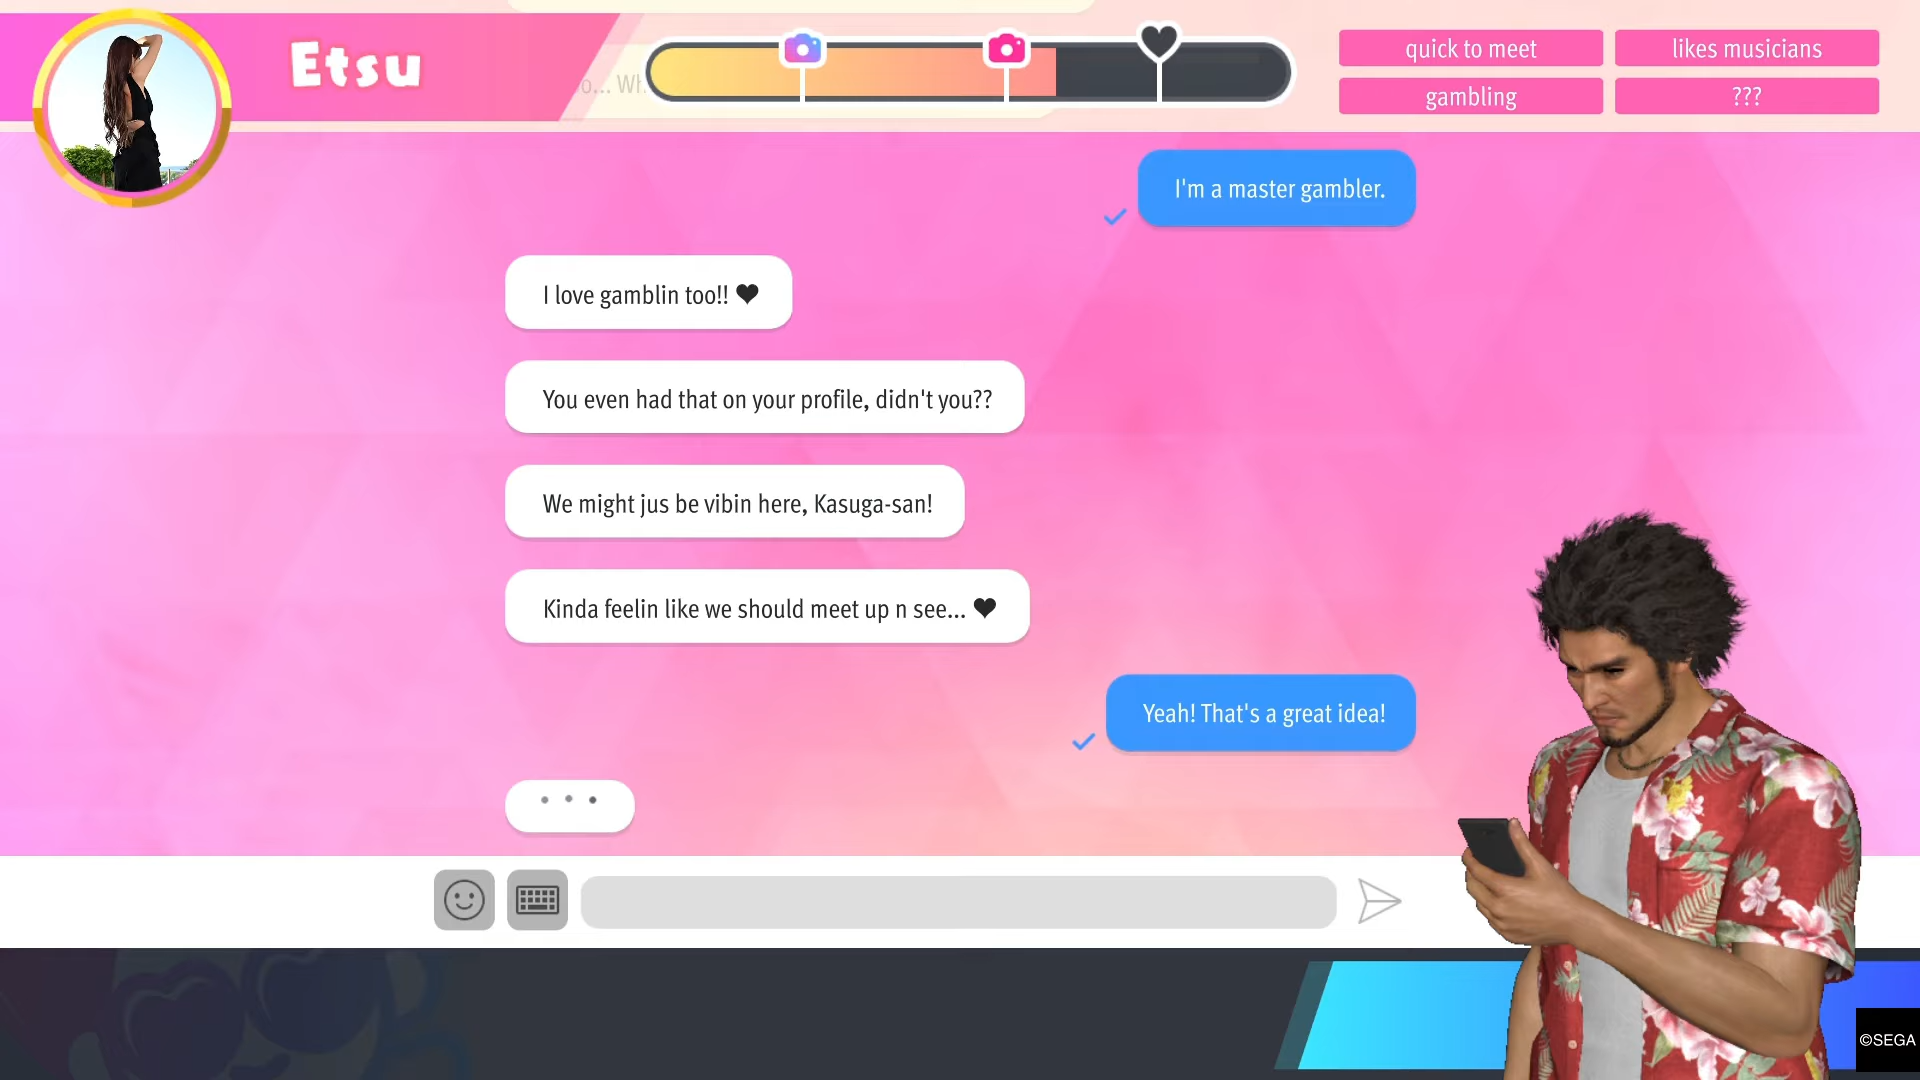 Etsu
o... Wh
quick to meet
likes musicians
gambling
???
I'm a master gambler.
I love gamblin too!! ♥
You even had that on your profile, didn't you??
We might jus be vibin here, Kasuga-san!
Kinda feelin like we should meet up n see... ♥
Yeah! That's a great idea!
• • •
©SEGA